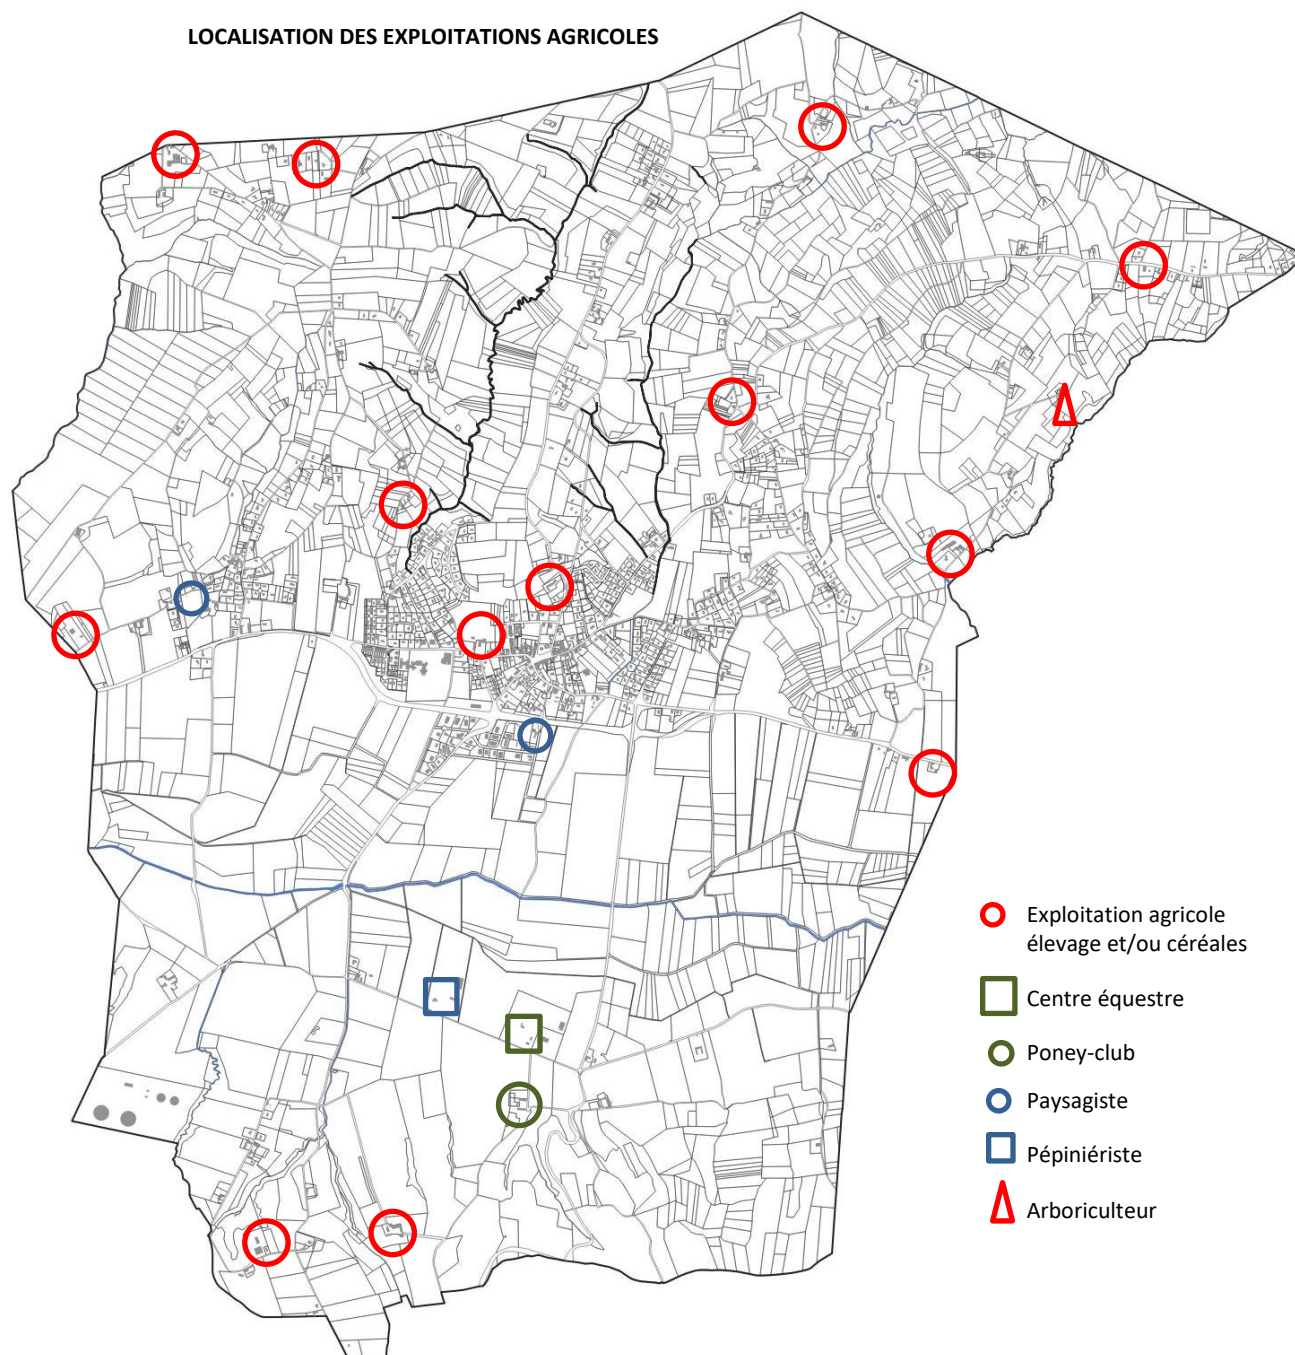 LOCALISATION DES EXPLOITATIONS AGRICOLES
Exploitation agricole
élevage et/ou céréales
Centre équestre
Poney-club
Paysagiste
Pépiniériste
Arboriculteur